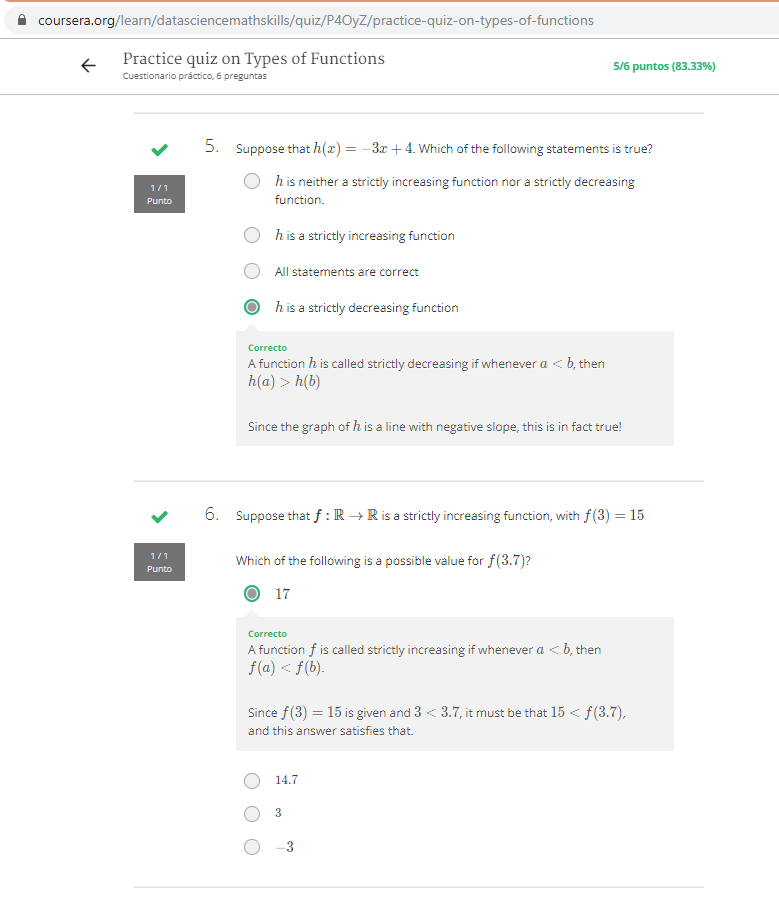 coursera.org/learn/datasciencemathskills/quiz/P4OyZ/practice-quiz-on-types-of-functions
Practice quiz on Types of Functions
Cuestionario práctico, 6 preguntas
5/6 puntos (83.33%)
5. Suppose that h(x) = −3x + 4. Which of the following statements is true?
1 / 1
Punto
h is neither a strictly increasing function nor a strictly decreasing
function.
h is a strictly increasing function
All statements are correct
h is a strictly decreasing function
Correcto
A function h is called strictly decreasing if whenever a < b, then
h(a) > h(b)
Since the graph of h is a line with negative slope, this is in fact true!
6. Suppose that f : ℝ → ℝ is a strictly increasing function, with f(3) = 15
1 / 1
Punto
Which of the following is a possible value for f(3.7)?
17
Correcto
A function f is called strictly increasing if whenever a < b, then
f(a) < f(b).
Since f(3) = 15 is given and 3 < 3.7, it must be that 15 < f(3.7),
and this answer satisfies that.
14.7
3
−3